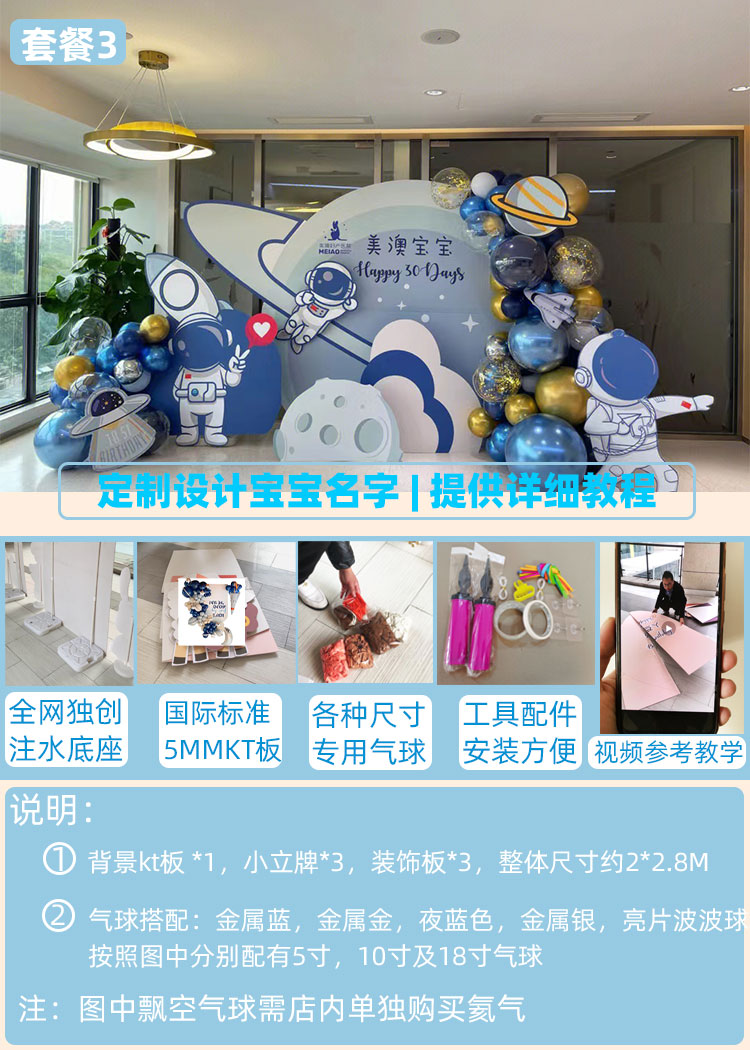 套餐3
美澳妇产医院
MEIAO
美澳宝宝
Happy 30 Days
BIRTHDAY
定制设计宝宝名字 | 提供详细教程
全网独创
注水底座
国际标准
5MMKT板
各种尺寸
专用气球
工具配件
安装方便
视频参考教学
说明：
① 背景kt板 *1，小立牌*3，装饰板*3，整体尺寸约2*2.8M
② 气球搭配：金属蓝，金属金，夜蓝色，金属银，亮片波波球
按照图中分别配有5寸，10寸及18寸气球
注：图中飘空气球需店内单独购买氦气